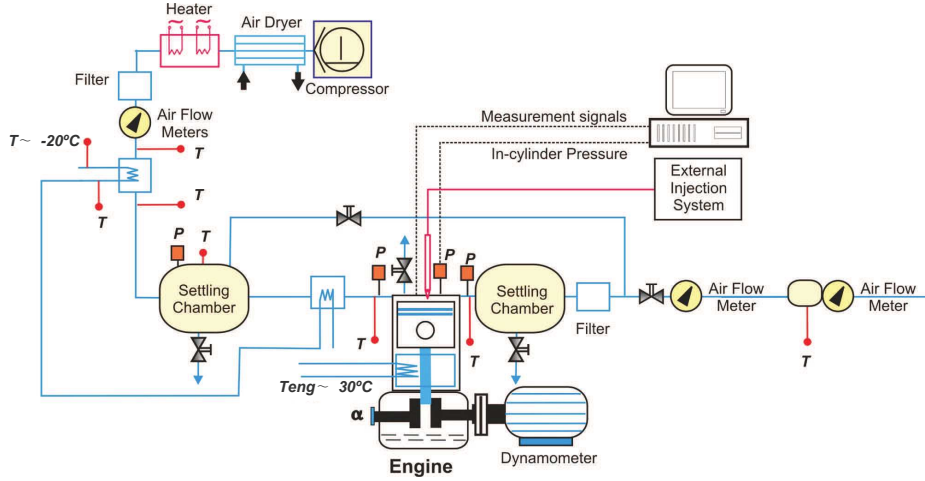 Heater
Air Dryer
Compressor
Filter
Air Flow
Meters
T~ -20ºC
T
T
T
Measurement signals
In-cylinder Pressure
External
Injection
System
P
T
Settling
Chamber
P
P
P
T
T
Settling
Chamber
Filter
Air Flow
Meter
Air Flow
Meter
T
Teng~ 30ºC
α
Engine
Dynamometer